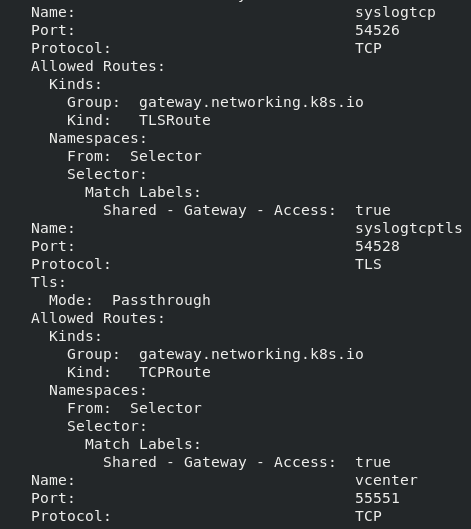 Name: syslogtcp
Port: 54526
Protocol: TCP
Allowed Routes:
Kinds:
Group: gateway.networking.k8s.io
Kind: TLSRoute
Namespaces:
From: Selector
Selector:
Match Labels:
Shared - Gateway - Access: true
Name: syslogtcptls
Port: 54528
Protocol: TLS
Tls:
Mode: Passthrough
Allowed Routes:
Kinds:
Group: gateway.networking.k8s.io
Kind: TCPRoute
Namespaces:
From: Selector
Selector:
Match Labels:
Shared - Gateway - Access: true
Name: vcenter
Port: 55551
Protocol: TCP